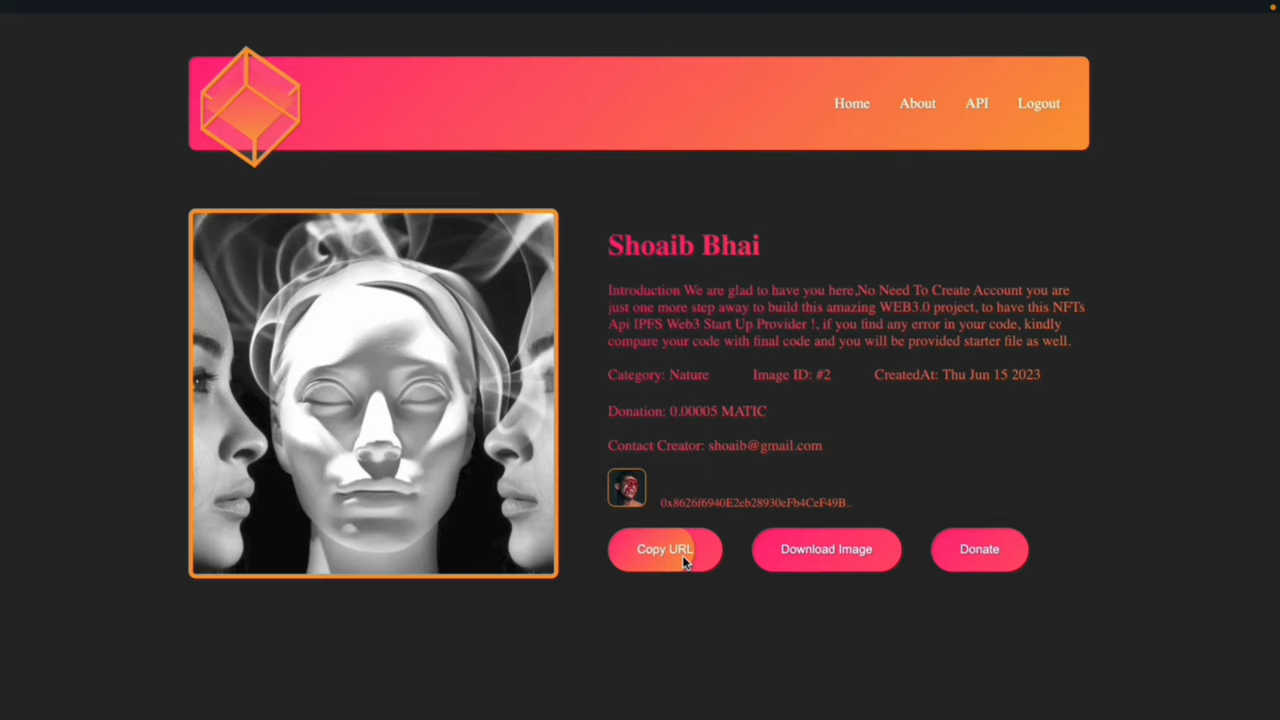 Home About API Logout
Shoaib Bhai
Introduction We are glad to have you here,No Need To Create Account you are
just one more step away to build this amazing WEB3.0 project, to have this NFTs
Api IPFS Web3 Start Up Provider !, if you find any error in your code, kindly
compare your code with final code and you will be provided starter file as well.
Category: Nature Image ID: #2 CreatedAt: Thu Jun 15 2023
Donation: 0.00005 MATIC
Contact Creator: shoaib@gmail.com
0x8626f6940E2eb28930eFb4CeF49B..
Copy URL Download Image Donate